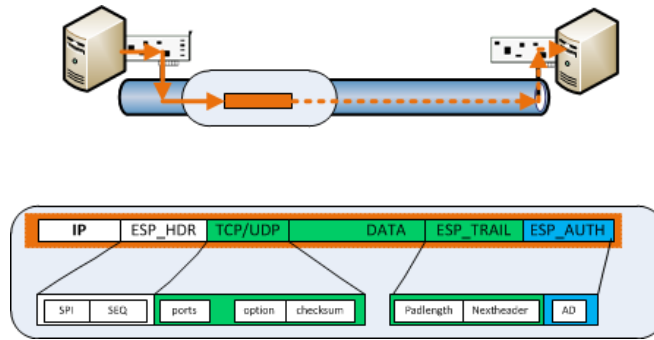 IP ESP_HDR TCP/UDP DATA ESP_TRAIL ESP_AUTH
SPI SEQ ports option checksum Padlength Nextheader AD